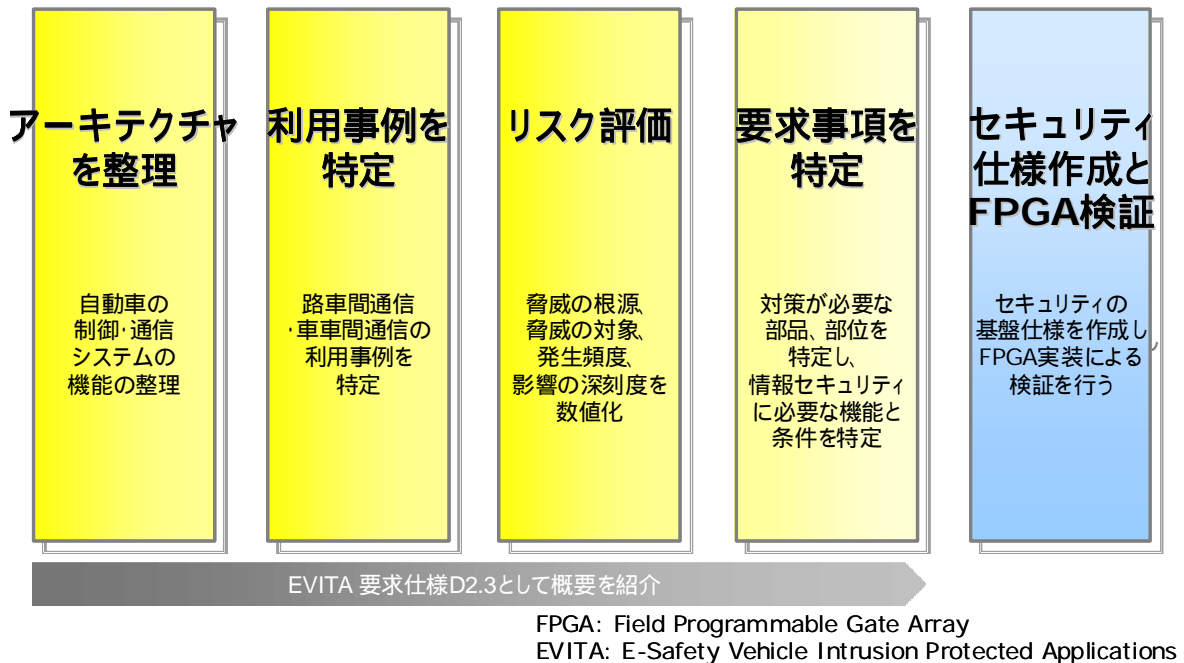 アーキテクチャ
を整理
自動車の
制御･通信
システムの
機能の整理
利用事例を
特定
路車間通信
･車車間通信の
利用事例を
特定
リスク評価
脅威の根源、
脅威の対象、
発生頻度、
影響の深刻度を
数値化
要求事項を
特定
対策が必要な
部品、部位を
特定し、
情報セキュリティ
に必要な機能と
条件を特定
セキュリティ
仕様作成と
FPGA検証
セキュリティの
基盤仕様を作成し、
FPGA実装による
検証を行う
EVITA 要求仕様D2.3として概要を紹介
FPGA: Field Programmable Gate Array
EVITA: E-Safety Vehicle Intrusion Protected Applications